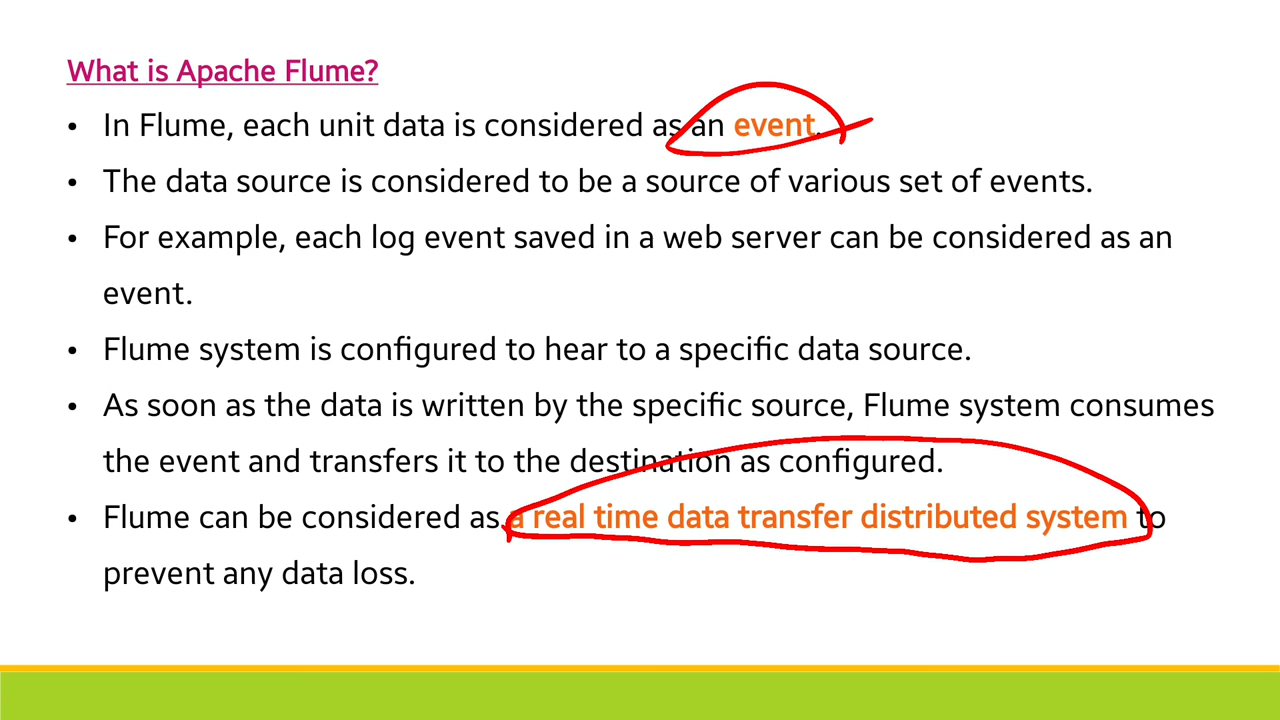 What is Apache Flume?
• In Flume, each unit data is considered as an event.
• The data source is considered to be a source of various set of events.
• For example, each log event saved in a web server can be considered as an
event.
• Flume system is configured to hear to a specific data source.
• As soon as the data is written by the specific source, Flume system consumes
the event and transfers it to the destination as configured.
• Flume can be considered as a real time data transfer distributed system to
prevent any data loss.